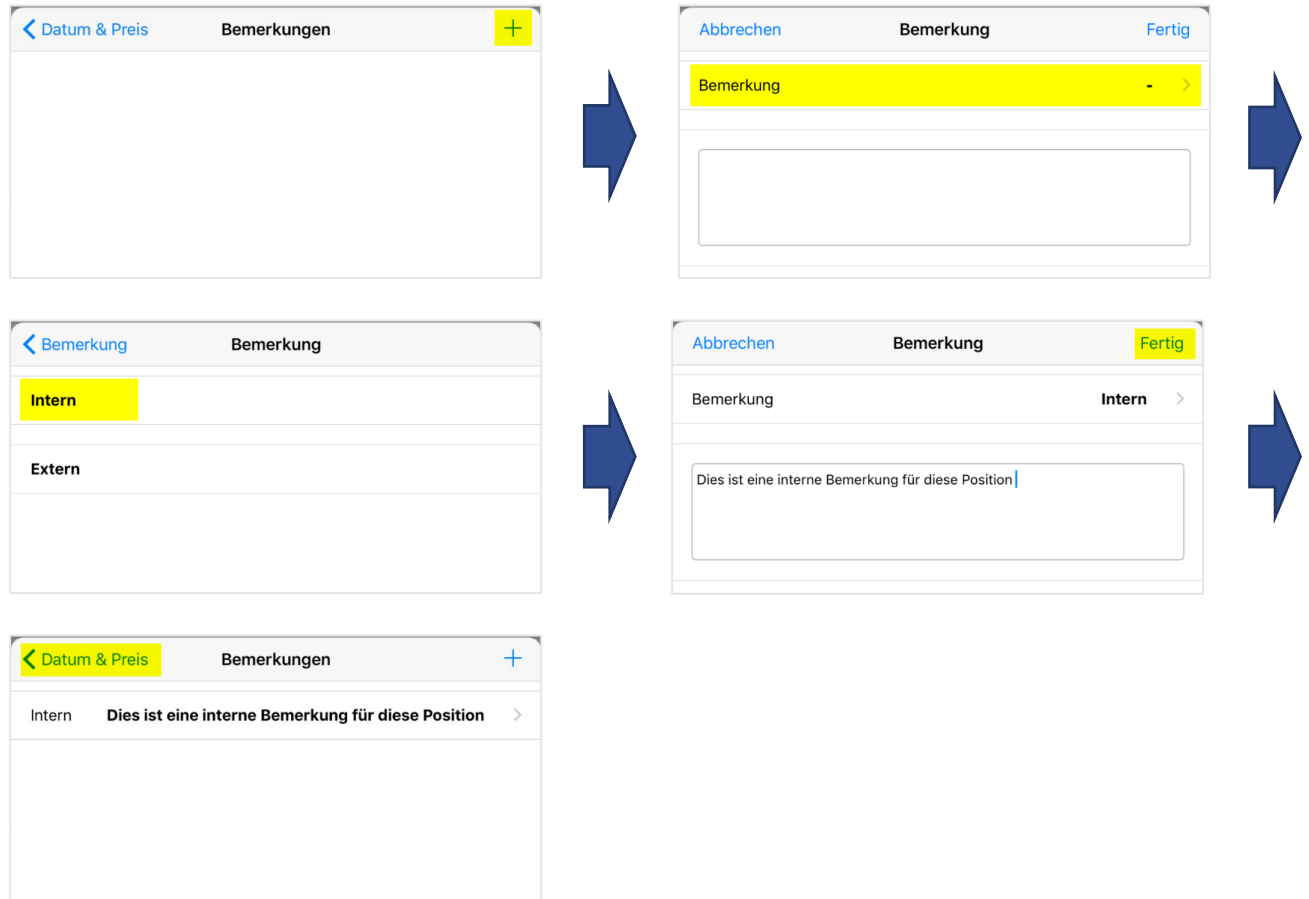 Datum & Preis Bemerkungen +
Abbrechen Bemerkung Fertig
Bemerkung -
Bemerkung Bemerkung
Intern
Extern
Abbrechen Bemerkung Fertig
Bemerkung Intern
Dies ist eine interne Bemerkung für diese Position
Datum & Preis Bemerkungen +
Intern Dies ist eine interne Bemerkung für diese Position